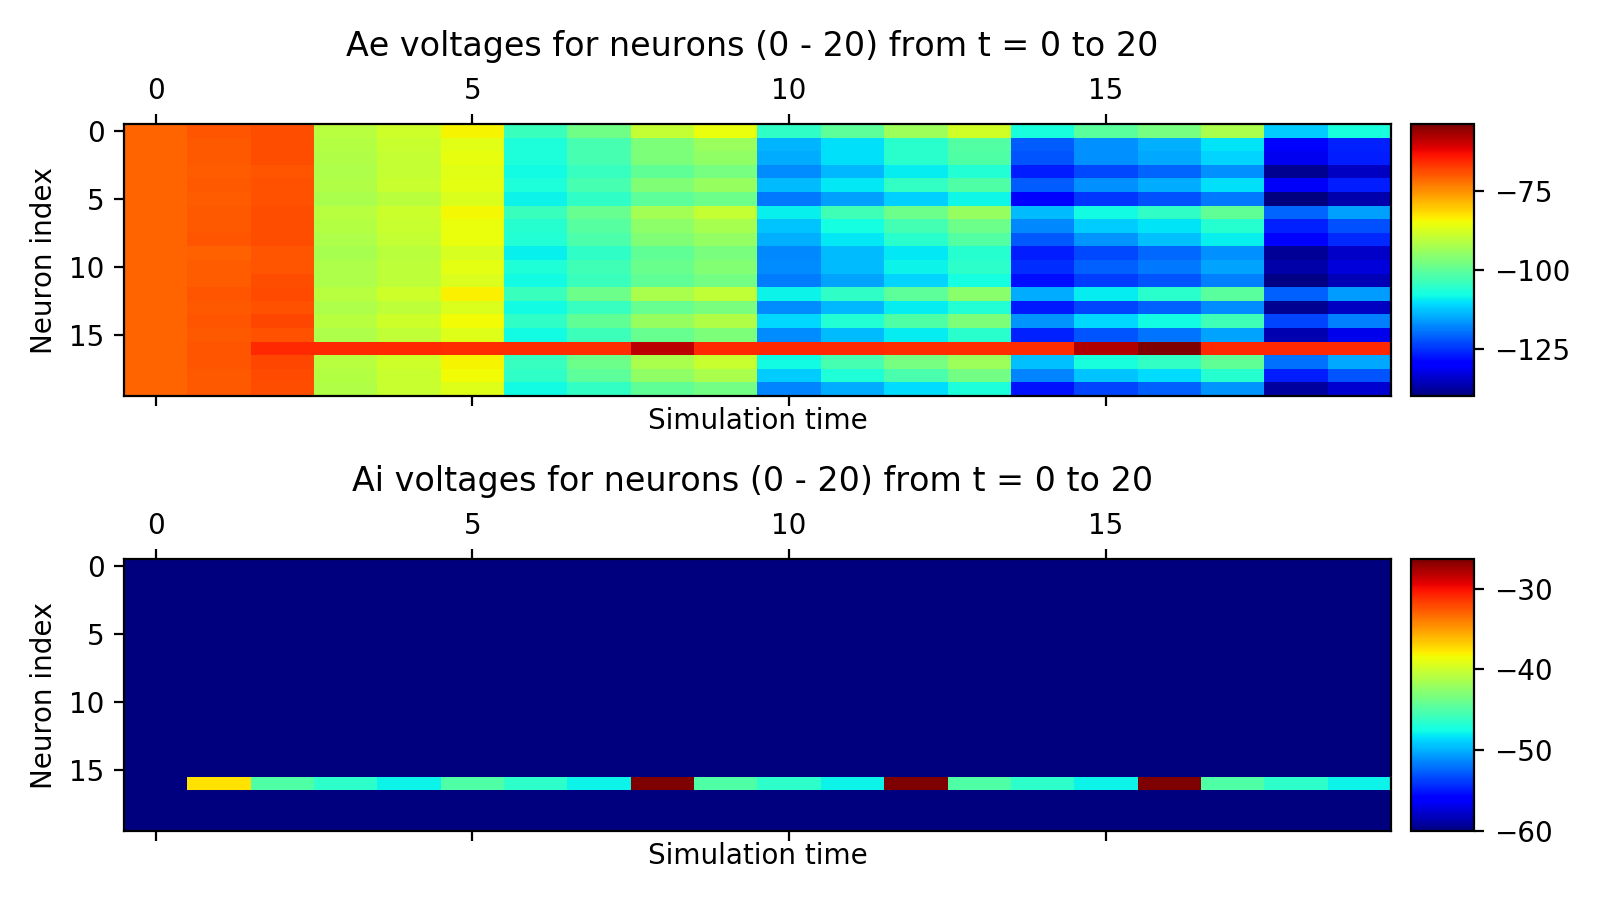 Ae voltages for neurons (0 - 20) from t = 0 to 20
0 5 10 15
Neuron index
0
5
10
15
Simulation time
−75
−100
−125
Ai voltages for neurons (0 - 20) from t = 0 to 20
0 5 10 15
Neuron index
0
5
10
15
Simulation time
−30
−40
−50
−60